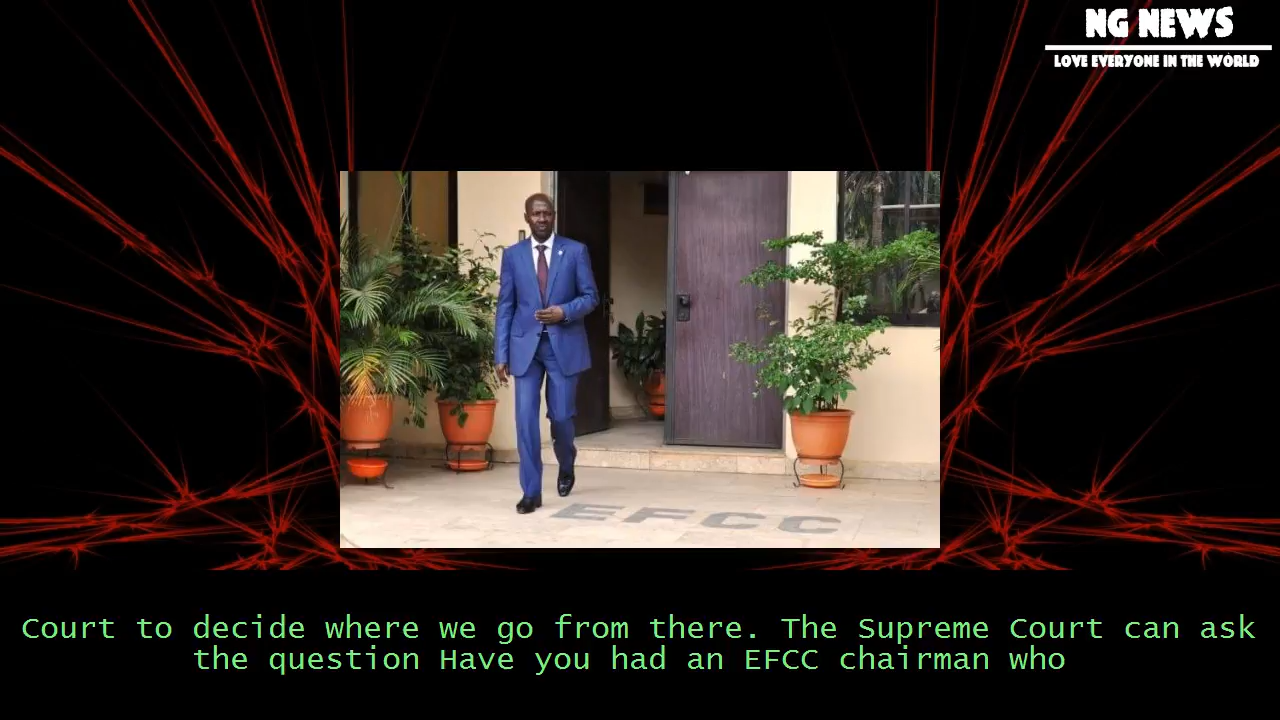 NG NEWS
LOVE EVERYONE IN THE WORLD
EFCC
Court to decide where we go from there. The Supreme Court can ask
the question Have you had an EFCC chairman who